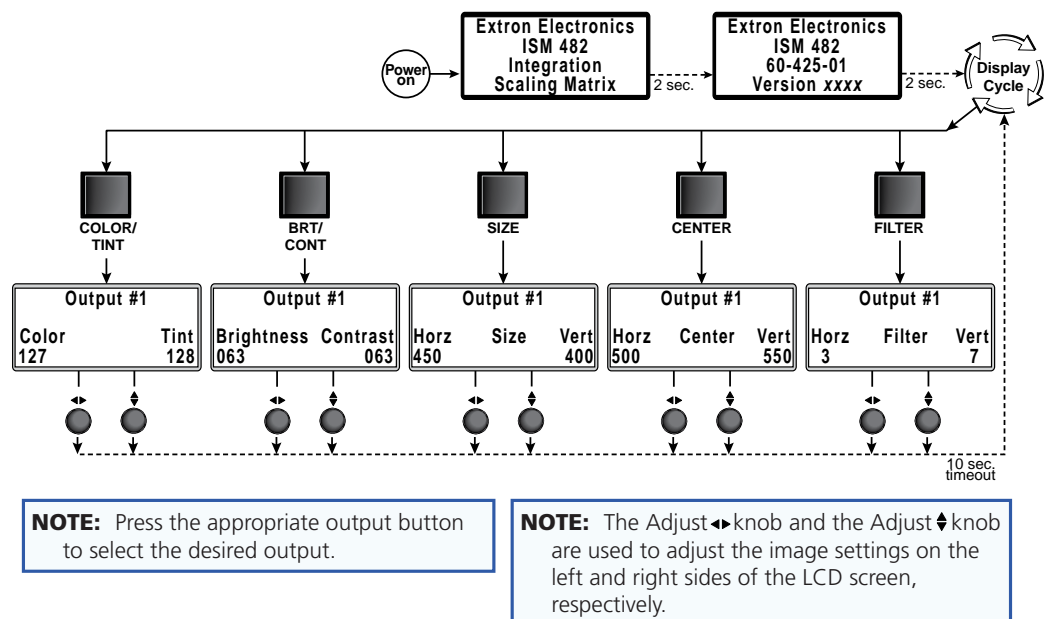 Power on
Extron Electronics
ISM 482
Integration
Scaling Matrix
2 sec.
Extron Electronics
ISM 482
60-425-01
Version xxxx
2 sec.
Display
Cycle
COLOR/
TINT
BRT/
CONT
SIZE
CENTER
FILTER
Output #1
Color Tint
127 128
Output #1
Brightness Contrast
063 063
Output #1
Horz Size Vert
450 400
Output #1
Horz Center Vert
500 550
Output #1
Horz Filter Vert
3 7
10 sec.
timeout
NOTE: Press the appropriate output button
to select the desired output.
NOTE: The Adjust ◂▸ knob and the Adjust ♦ knob
are used to adjust the image settings on the
left and right sides of the LCD screen,
respectively.